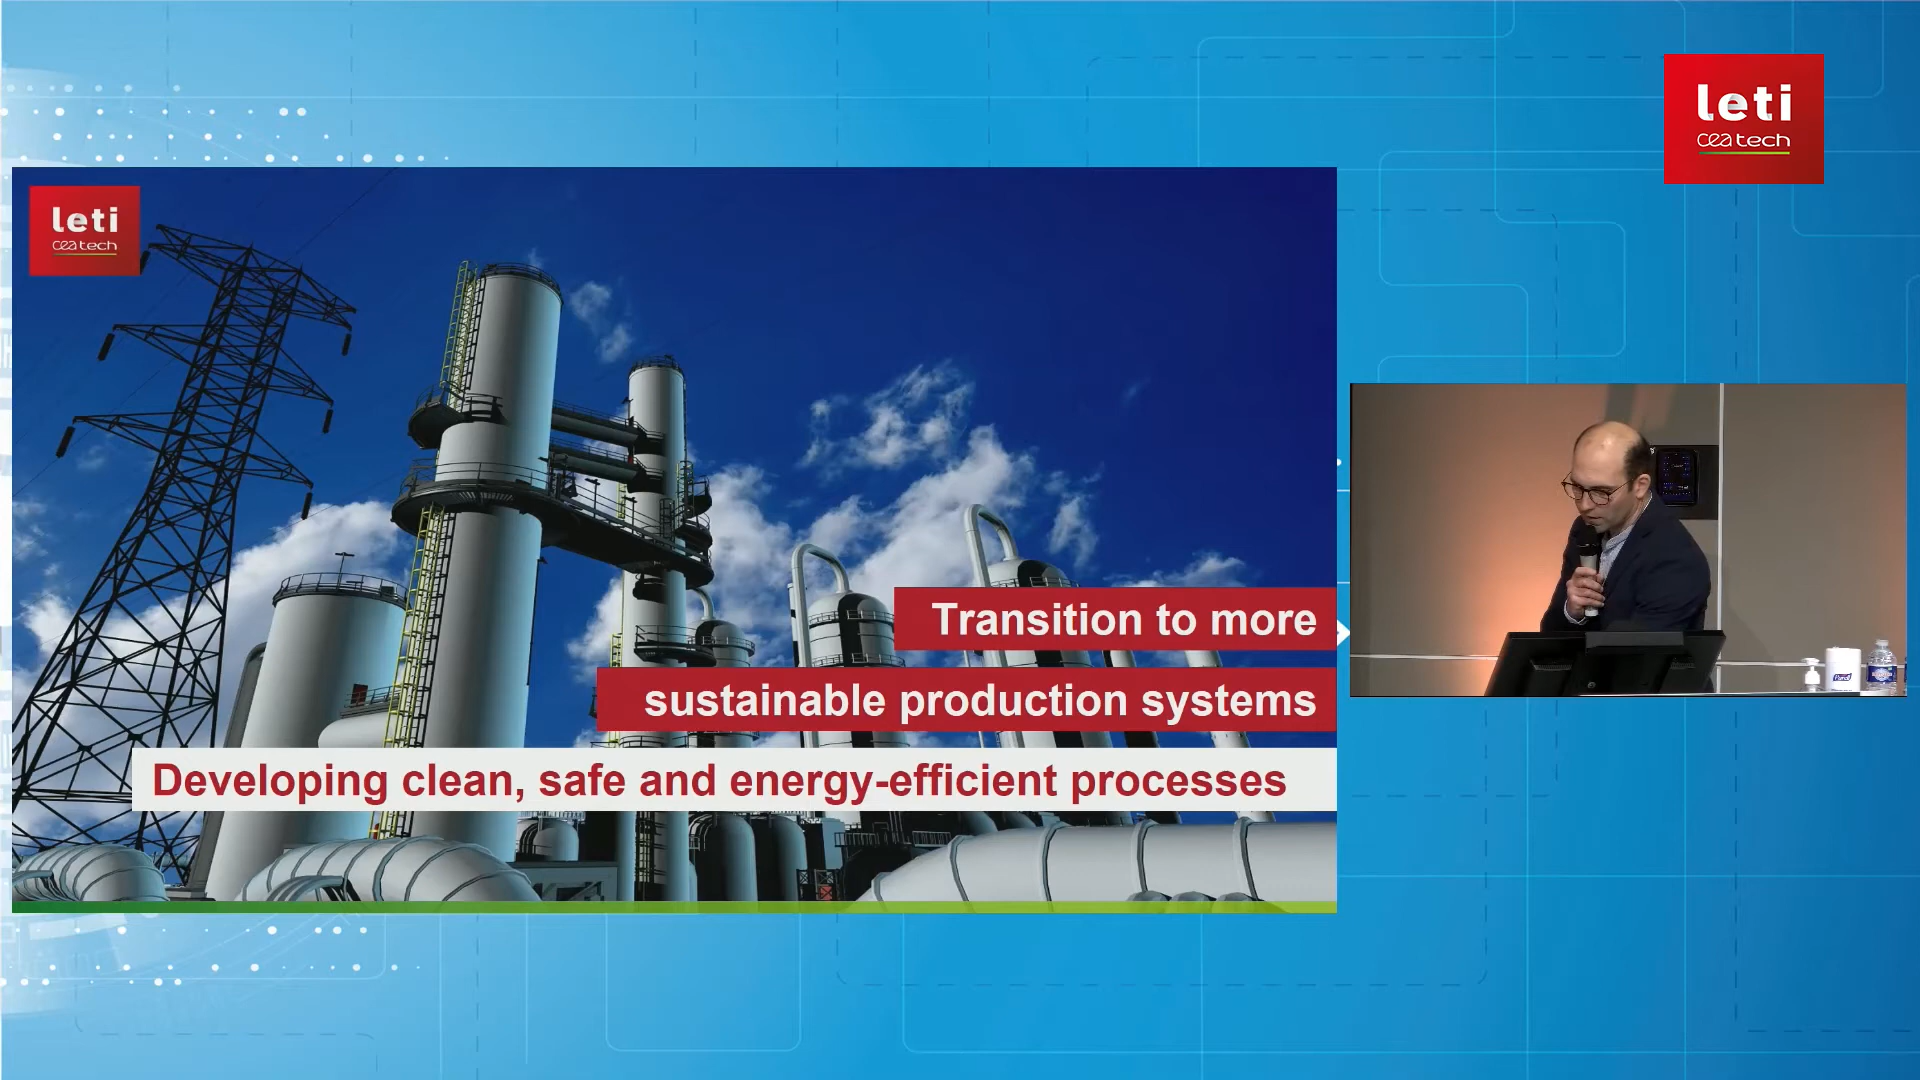 leti
cea tech
leti
cea tech
Transition to more
sustainable production systems
Developing clean, safe and energy-efficient processes
Purell